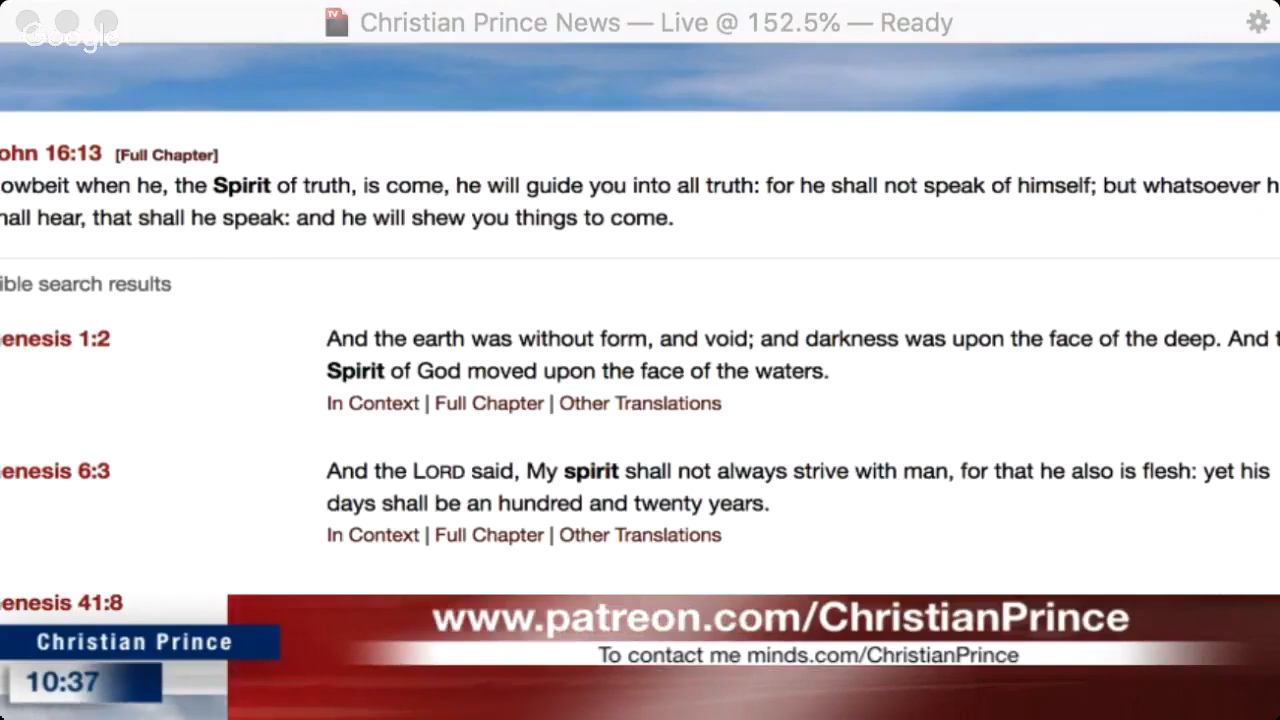 Christian Prince News — Live @ 152.5% — Ready
Google
ohn 16:13 [Full Chapter]
owbeit when he, the Spirit of truth, is come, he will guide you into all truth: for he shall not speak of himself; but whatsoever h
hall hear, that shall he speak: and he will shew you things to come.
ible search results
enesis 1:2
And the earth was without form, and void; and darkness was upon the face of the deep. And t
Spirit of God moved upon the face of the waters.
In Context | Full Chapter | Other Translations
enesis 6:3
And the LORD said, My spirit shall not always strive with man, for that he also is flesh: yet his
days shall be an hundred and twenty years.
In Context | Full Chapter | Other Translations
enesis 41:8
www.patreon.com/ChristianPrince
To contact me minds.com/ChristianPrince
Christian Prince
10:37